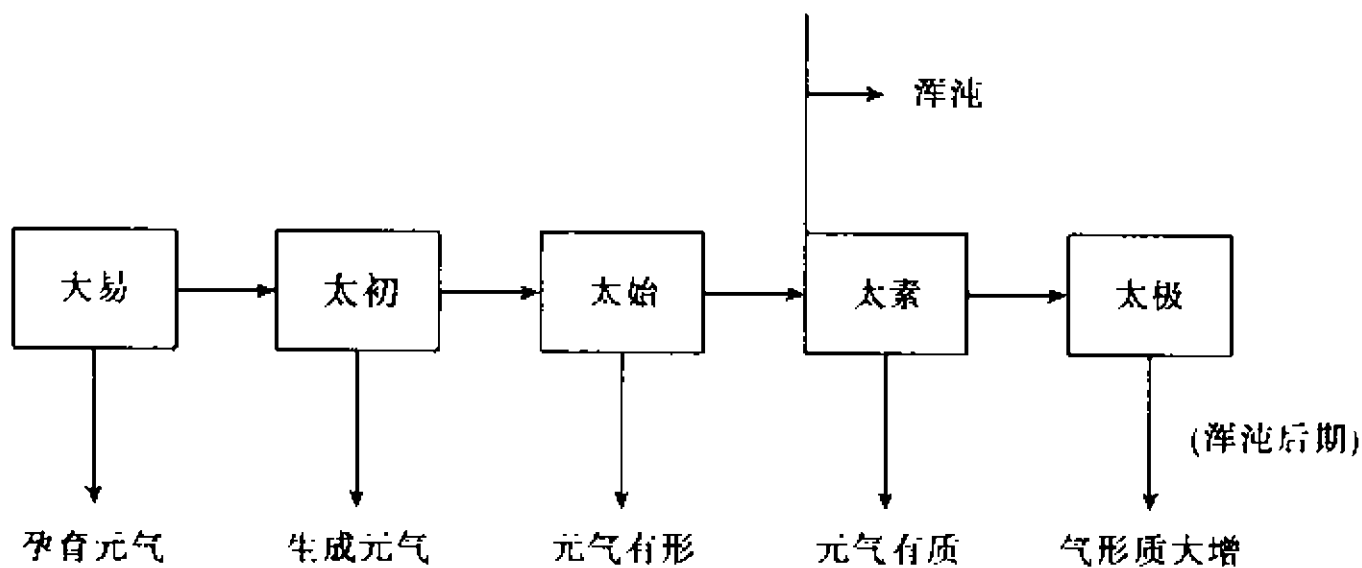 浑沌
大易
太初
太始
太素
太极
(浑沌后期)
孕育元气
生成元气
元气有形
元气有质
气形质大增